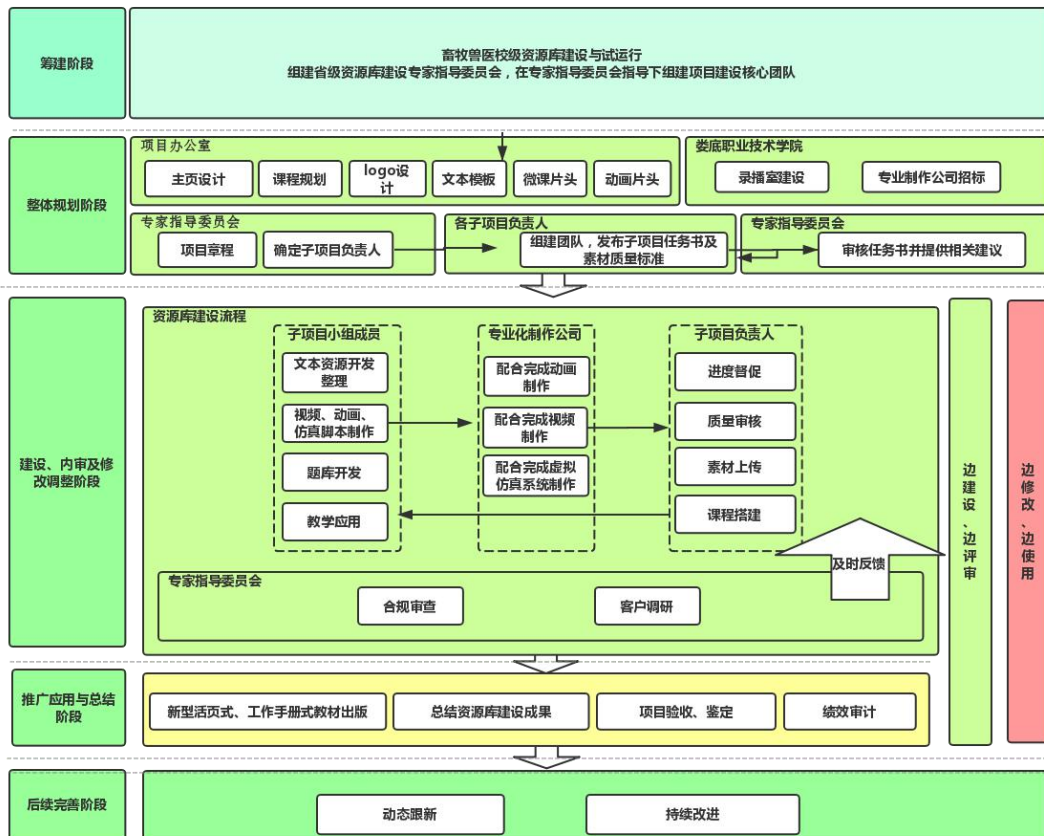 筹建阶段
畜牧兽医校级资源库建设与试运行
组建省级资源库建设专家指导委员会，在专家指导委员会指导下组建项目建设核心团队
整体规划阶段
项目办公室
主页设计
课程规划
logo设
计
文本模板
微课片头
动画片头
娄底职业技术学院
录播室建设
专业制作公司招标
专家指导委员会
项目章程
确定子项目负责人
各子项目负责人
组建团队，发布子项目任务书及
素材质量标准
专家指导委员会
审核任务书并提供相关建议
建设、内审及修
改调整阶段
资源库建设流程
子项目小组成员
文本资源开发
整理
视频、动画、
仿真脚本制作
题库开发
教学应用
专业化制作公司
配合完成动画
制作
配合完成视频
制作
配合完成虚拟
仿真系统制作
子项目负责人
进度督促
质量审核
素材上传
课程搭建
及时反馈
专家指导委员会
合规审查
客户调研
边建设、边评审
边修改、边使用
推广应用与总结
阶段
新型活页式、工作手册式教材出版
总结资源库建设成果
项目验收、鉴定
绩效审计
后续完善阶段
动态跟新
持续改进